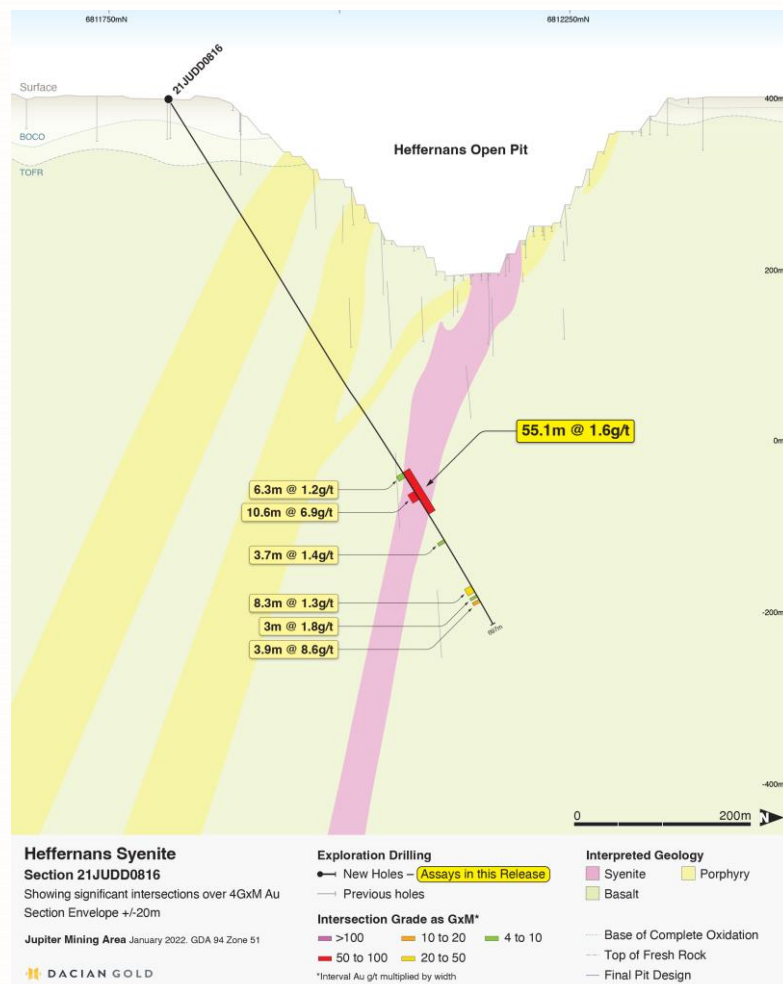 6811750mN
6812250mN
21JUDD0816
Surface
400m
BOCO
Heffernans Open Pit
TOFR
200m
0m
55.1m @ 1.6g/t
6.3m @ 1.2g/t
10.6m @ 6.9g/t
3.7m @ 1.4g/t
8.3m @ 1.3g/t
-200m
3m @ 1.8g/t
697m
3.9m @ 8.6g/t
-400m
0 200m N
Heffernans Syenite
Section 21JUDD0816
Showing significant intersections over 4GxM Au
Section Envelope +/-20m
Jupiter Mining Area January 2022. GDA 94 Zone 51
DACIAN GOLD
Exploration Drilling
New Holes – Assays in this Release
Previous holes
Intersection Grade as GxM*
>100 10 to 20 4 to 10
50 to 100 20 to 50
*Interval Au g/t multiplied by width
Interpreted Geology
Syenite Porphyry
Basalt
Base of Complete Oxidation
Top of Fresh Rock
Final Pit Design